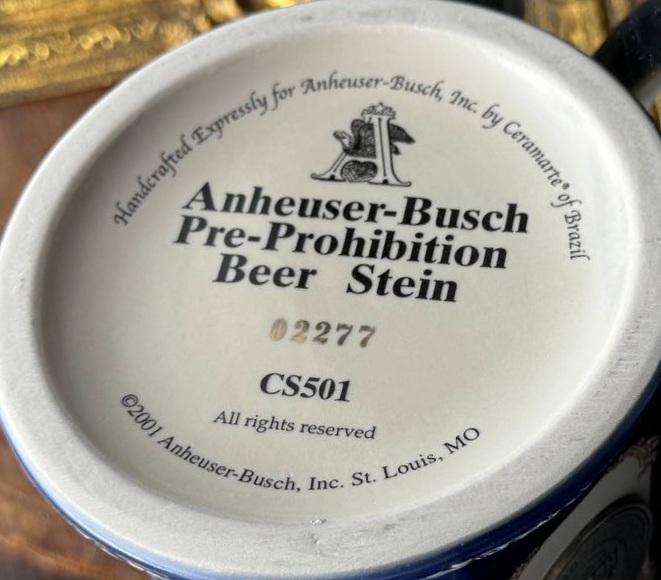 Handcrafted Expressly for Anheuser-Busch, Inc. by Ceramarte® of Brazil
A
Anheuser-Busch
Pre-Prohibition
Beer Stein
02277
CS501
All rights reserved
©2001 Anheuser-Busch, Inc. St. Louis, MO